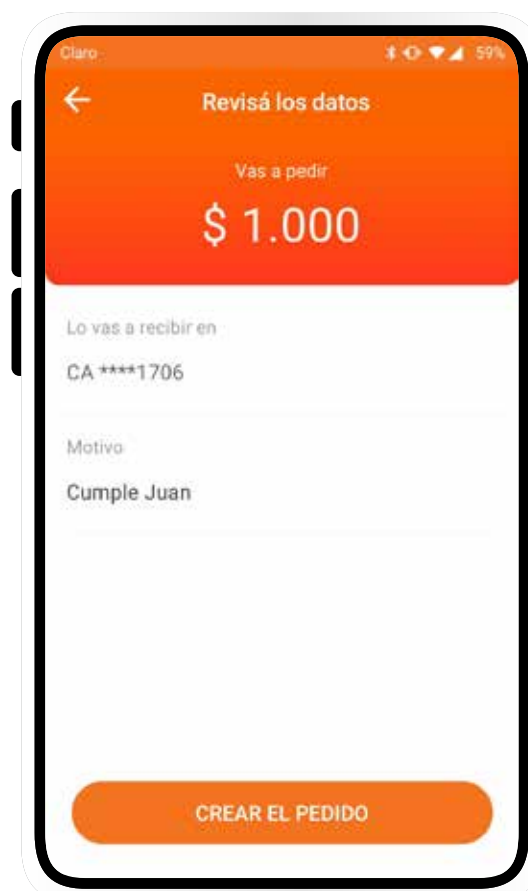 Claro
59%
Revisá los datos
Vas a pedir
$ 1.000
Lo vas a recibir en
CA ****1706
Motivo
Cumple Juan
CREAR EL PEDIDO